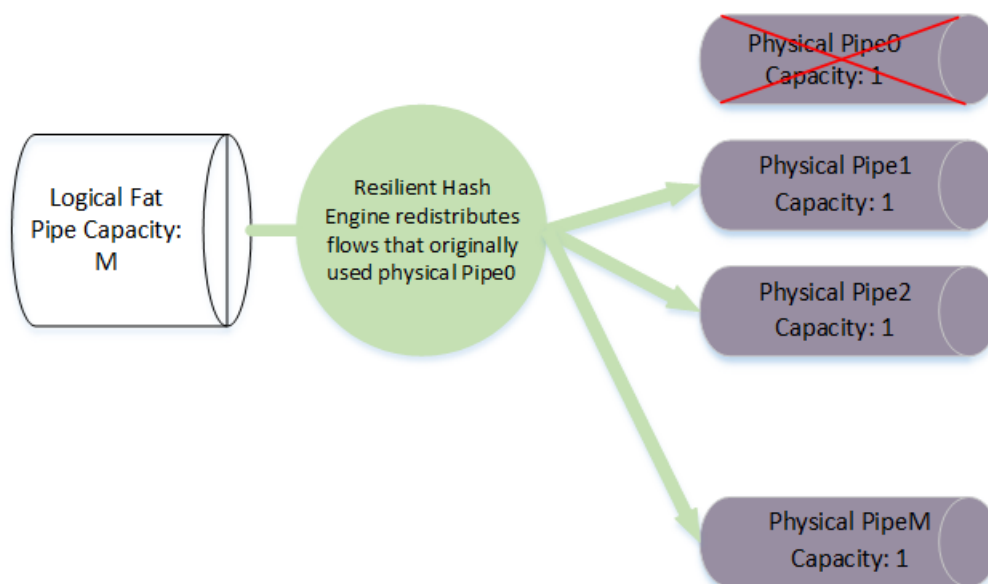 Logical Fat
Pipe Capacity:
M
Resilient Hash
Engine redistributes
flows that originally
used physical Pipe0
Physical Pipe0
Capacity: 1
Physical Pipe1
Capacity: 1
Physical Pipe2
Capacity: 1
Physical PipeM
Capacity: 1